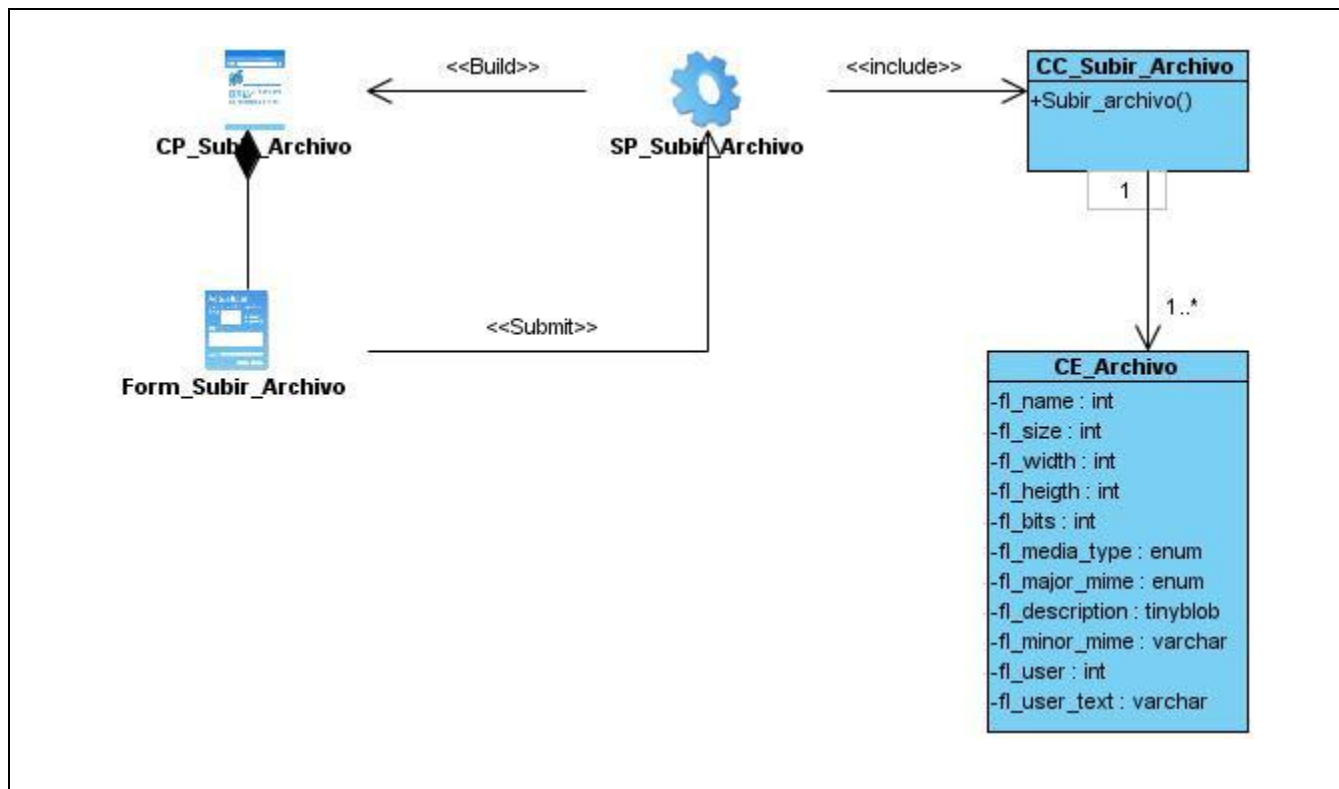 <<Build>>
<<include>>
CC_Subir_Archivo
+Subir_archivo()
CP_Subir_Archivo
SP_Subir_Archivo
1
1..*
<<Submit>>
Form_Subir_Archivo
CE_Archivo
-fl_name : int
-fl_size : int
-fl_width : int
-fl_heigth : int
-fl_bits : int
-fl_media_type : enum
-fl_major_mime : enum
-fl_description : tinyblob
-fl_minor_mime : varchar
-fl_user : int
-fl_user_text : varchar